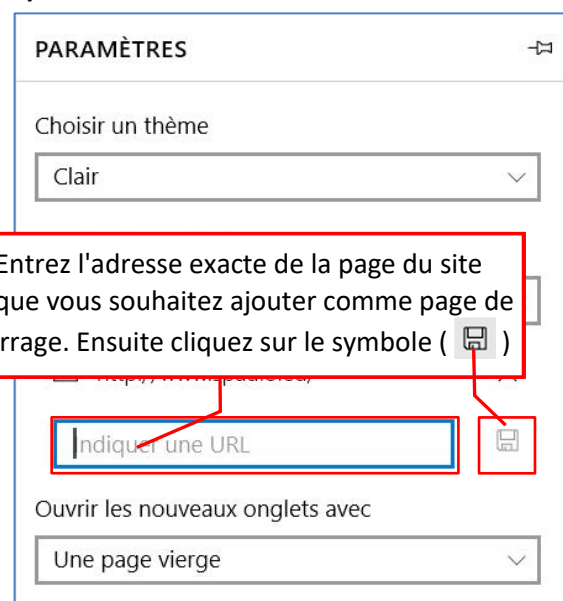 PARAMÈTRES
Choisir un thème
Clair
Entrez l'adresse exacte de la page du site
que vous souhaitez ajouter comme page de
rrage. Ensuite cliquez sur le symbole ( )
Indiquer une URL
Ouvrir les nouveaux onglets avec
Une page vierge